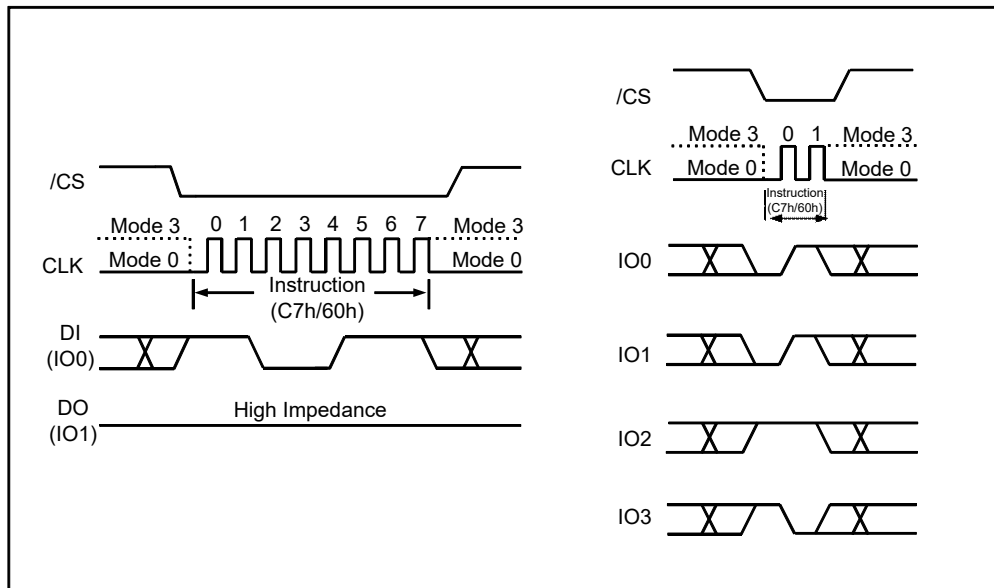 /CS
Mode 3 0 1 2 3 4 5 6 7 Mode 3
CLK
Mode 0 Mode 0
Instruction
(C7h/60h)
DI
(IO0)
DO
(IO1)
High Impedance
/CS
Mode 3 0 1 Mode 3
CLK
Mode 0 Mode 0
Instruction
(C7h/60h)
IO0
IO1
IO2
IO3